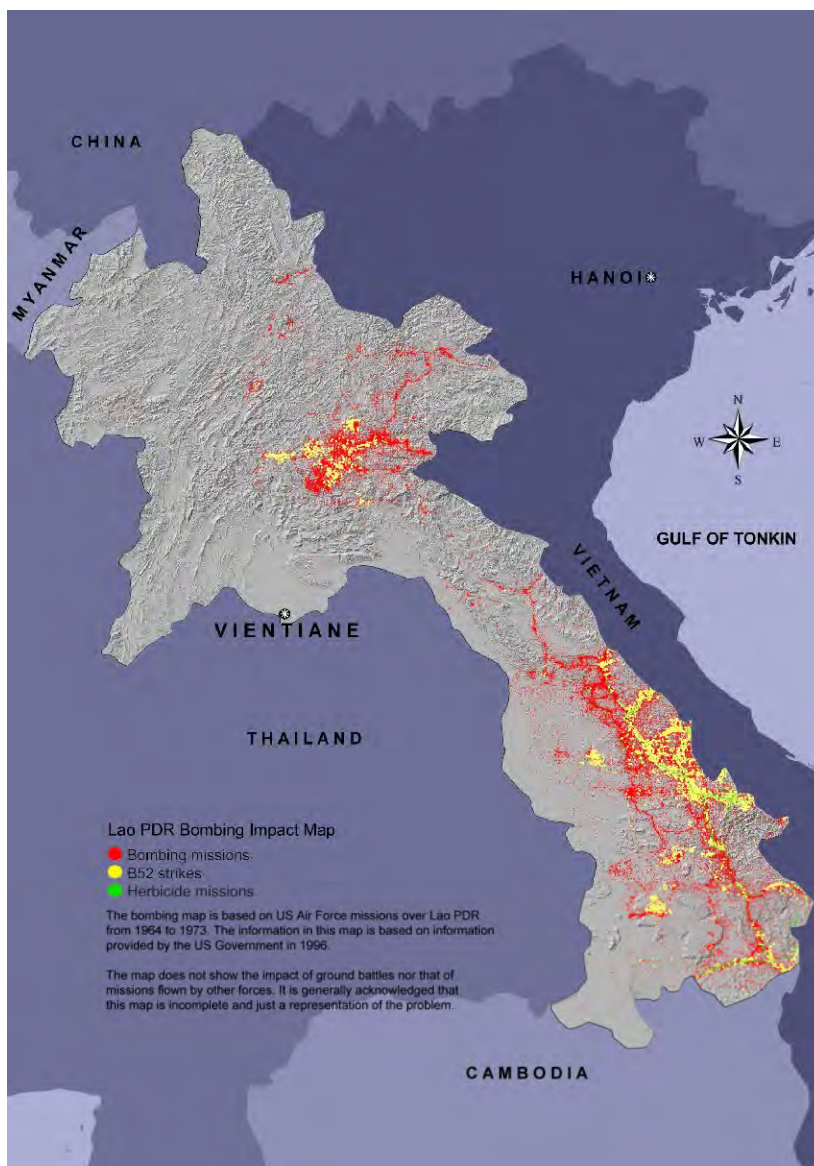 CHINA
MYANMAR
HANOI
N
W E
S
GULF OF TONKIN
VIETNAM
VIENTIANE
THAILAND
Lao PDR Bombing Impact Map
Bombing missions
B52 strikes
Herbicide missions
The bombing map is based on US Air Force missions over Lao PDR
from 1964 to 1973. The information in this map is based on information
provided by the US Government in 1996.
The map does not show the impact of ground battles nor that of
missions flown by other forces. It is generally acknowledged that
this map is incomplete and just a representation of the problem.
CAMBODIA